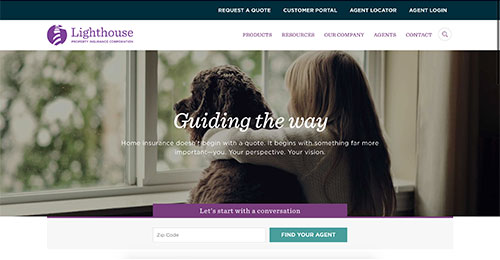 REQUEST A QUOTE CUSTOMER PORTAL AGENT LOCATOR AGENT LOGIN
Lighthouse
PROPERTY INSURANCE CORPORATION
PRODUCTS RESOURCES OUR COMPANY AGENTS CONTACT
Guiding the way
Home insurance doesn't begin with a quote. It begins with something far more
important—you. Your perspective. Your vision.
Let's start with a conversation
Zip Code
FIND YOUR AGENT